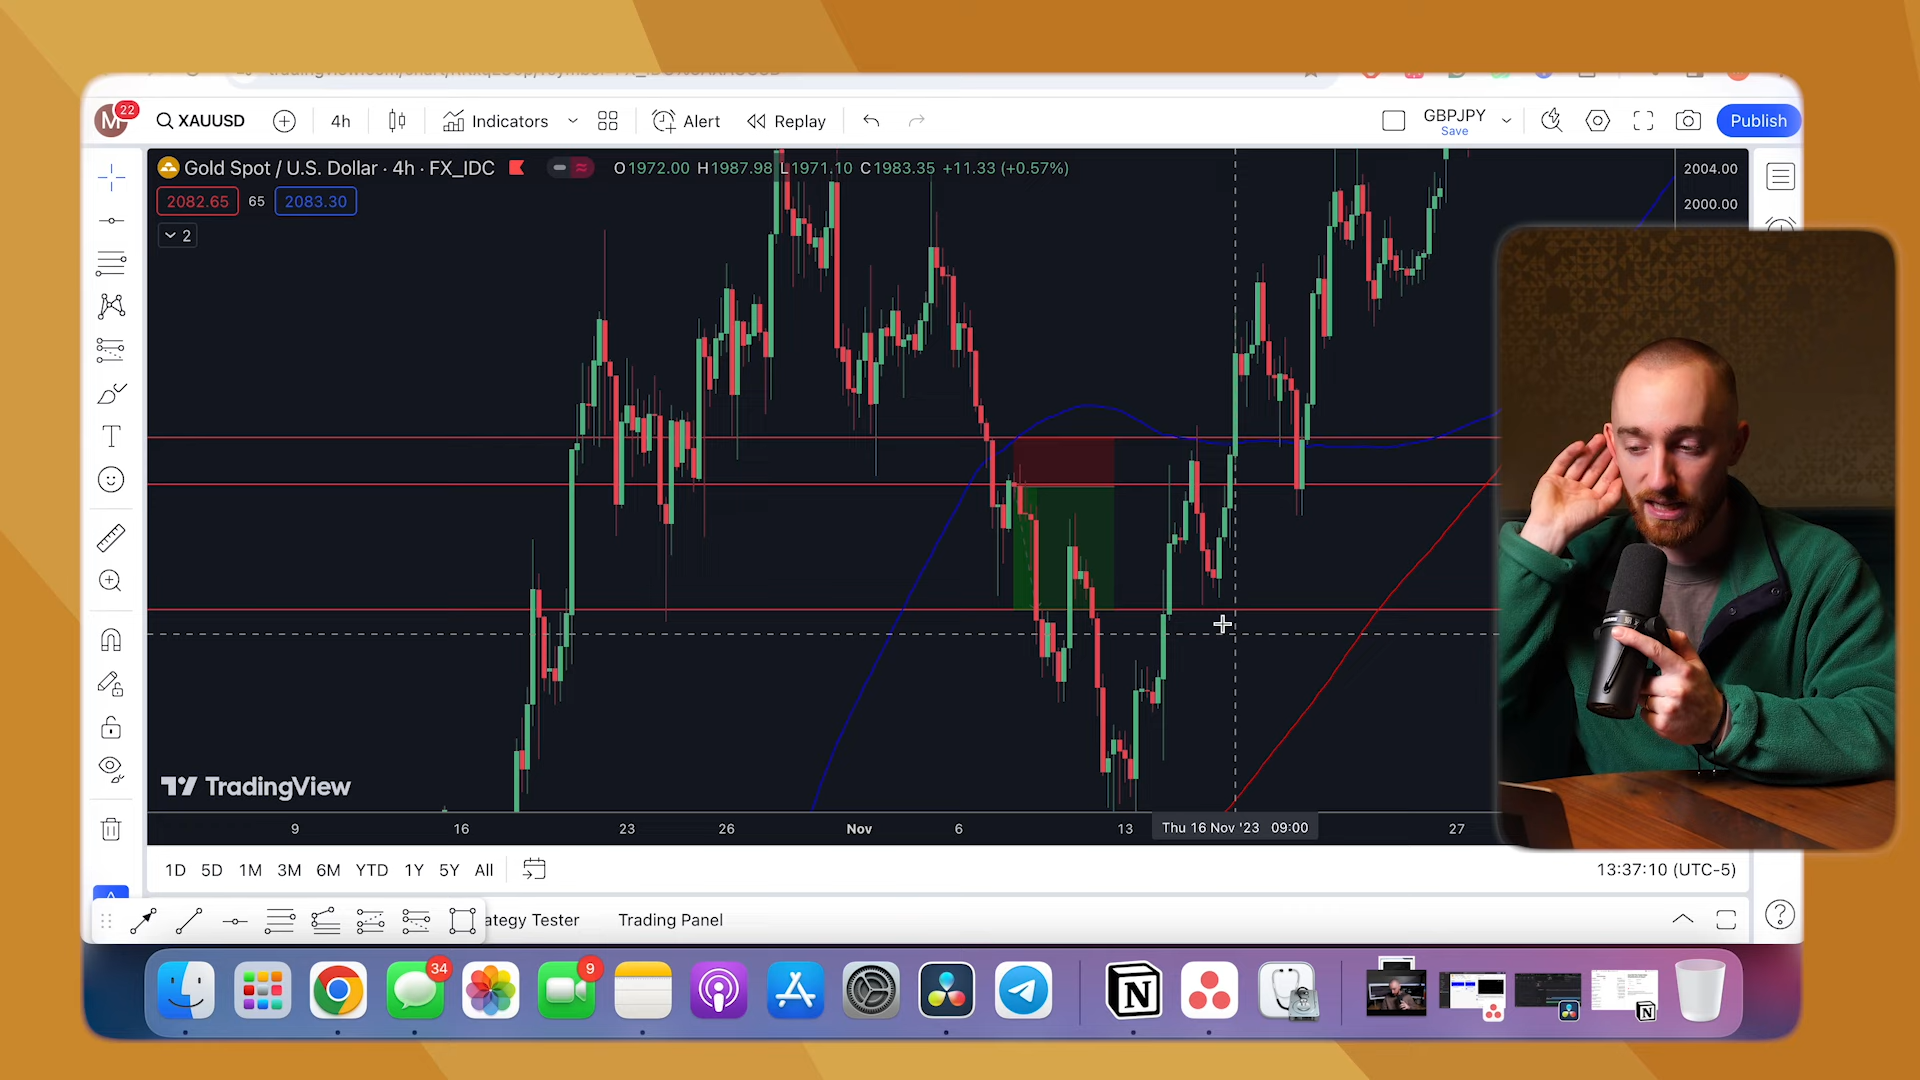 M
22
XAUUSD
4h
Indicators
Alert
Replay
GBPJPY
Save
Publish
Gold Spot / U.S. Dollar · 4h · FX_IDC
O1972.00 H1987.98 L1971.10 C1983.35 +11.33 (+0.57%)
2082.65
65
2083.30
2
2004.00
2000.00
TradingView
9
16
23
26
Nov
6
13
Thu 16 Nov '23 09:00
27
1D 5D 1M 3M 6M YTD 1Y 5Y All
13:37:10 (UTC-5)
ategy Tester
Trading Panel
34
9